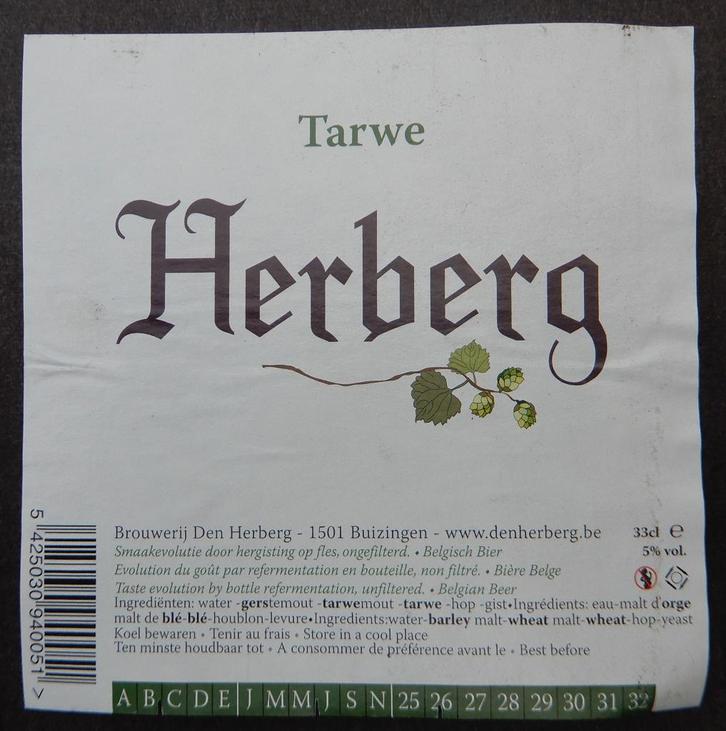 Tarwe
Herberg
Brouwerij Den Herberg - 1501 Buizingen - www.denherberg.be 33cl ℮
Smaakevolutie door hergisting op fles, ongefilterd. • Belgisch Bier 5% vol.
Evolution du goût par refermentation en bouteille, non filtré. • Bière Belge
Taste evolution by bottle refermentation, unfiltered. • Belgian Beer
Ingrediënten: water -gerstemout -tarwemout -tarwe -hop -gist•Ingrédients: eau-malt d'orge
malt de blé-blé-houblon-levure•Ingredients:water-barley malt-wheat malt-wheat-hop-yeast
Koel bewaren • Tenir au frais • Store in a cool place
Ten minste houdbaar tot • A consommer de préférence avant le • Best before
A B C D E J M M J S N 25 26 27 28 29 30 31 32
5 425030 940051 >